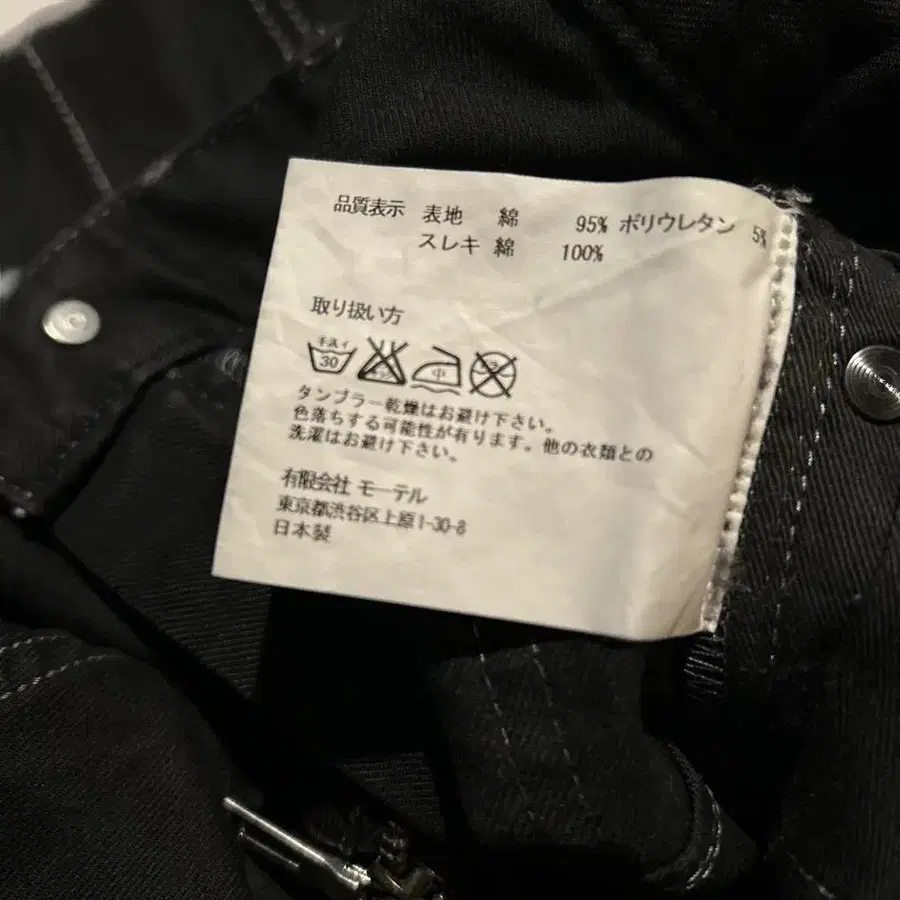 品質表示 表地 綿 95% ポリウレタン 5%
スレキ 綿 100%
取り扱い方
手洗イ
30
中
タンブラー乾燥はお避け下さい。
色落ちする可能性が有ります。他の衣類との
洗濯はお避け下さい。
有限会社 モーテル
東京都渋谷区上原1-30-8
日本製